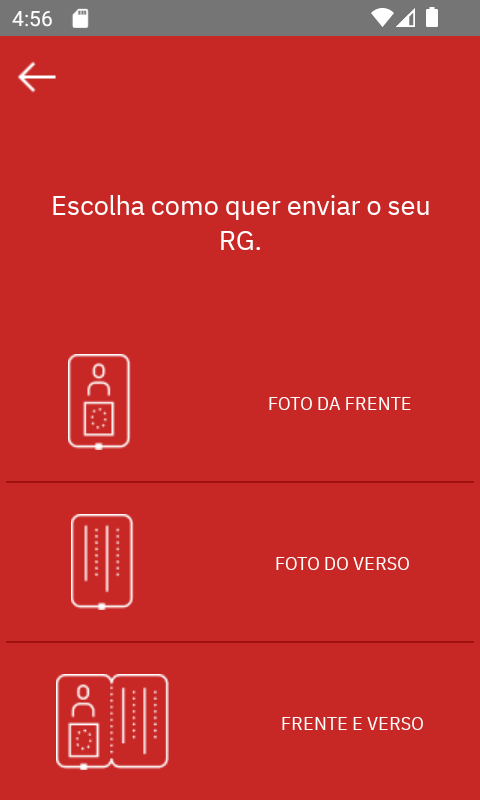 4:56
Escolha como quer enviar o seu
RG.
FOTO DA FRENTE
FOTO DO VERSO
FRENTE E VERSO